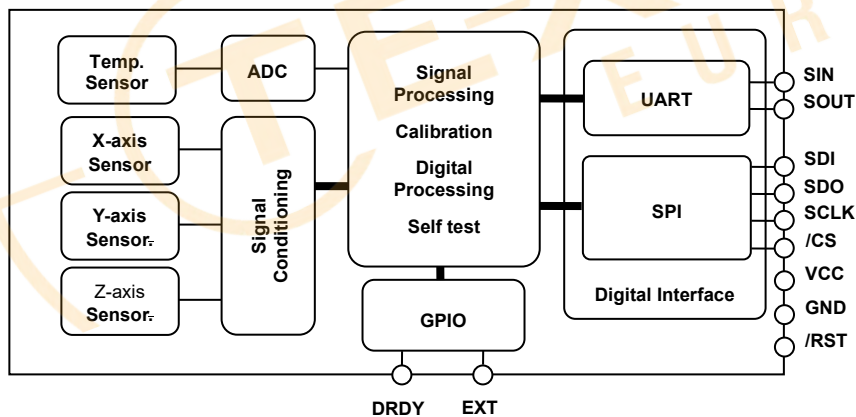 Temp.
Sensor
ADC
X-axis
Sensor
Y-axis
Sensor.
Z-axis
Sensor.
Signal
Conditioning
Signal
Processing
Calibration
Digital
Processing
Self test
GPIO
UART
SPI
Digital Interface
SIN
SOUT
SDI
SDO
SCLK
/CS
VCC
GND
/RST
DRDY EXT